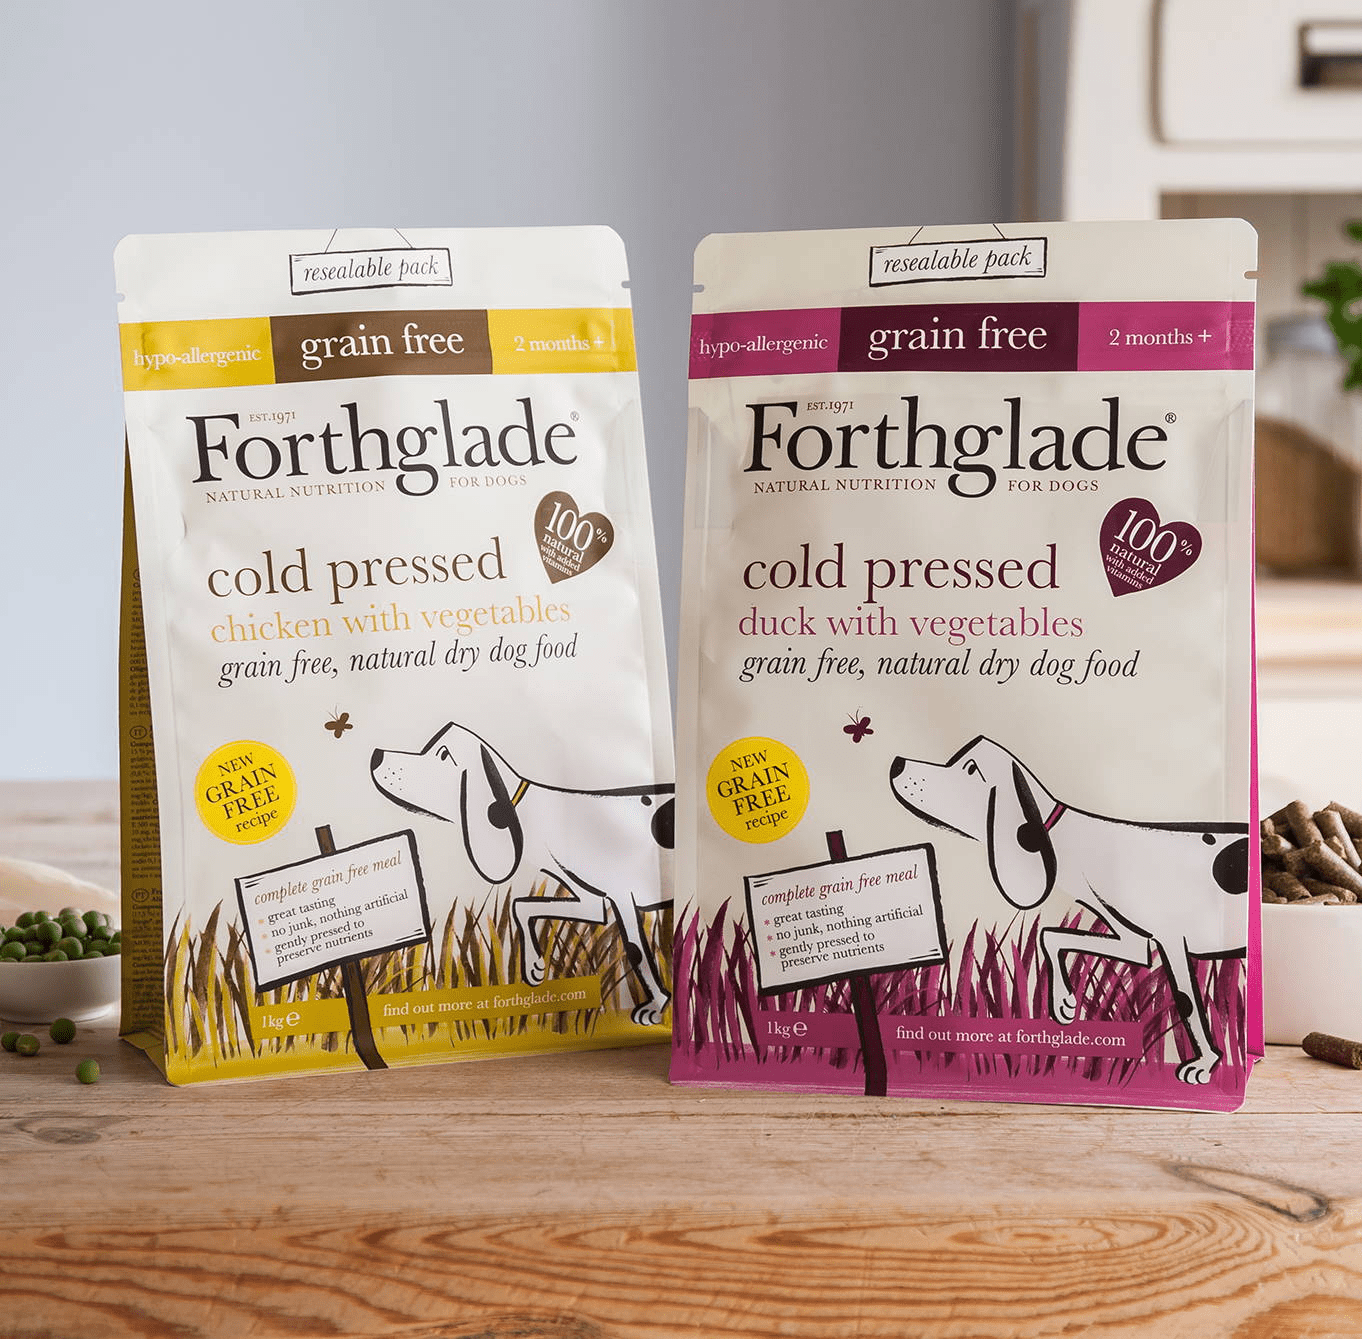 resealable pack
hypo-allergenic
grain free
2 months +
EST.1971
Forthglade®
NATURAL NUTRITION FOR DOGS
100%
natural
with added
vitamins
cold pressed
chicken with vegetables
grain free, natural dry dog food
NEW
GRAIN
FREE
recipe
complete grain free meal
* great tasting
* no junk, nothing artificial
* gently pressed to
preserve nutrients
1kg e
find out more at forthglade.com
IT
PT
resealable pack
hypo-allergenic
grain free
2 months +
EST.1971
Forthglade®
NATURAL NUTRITION FOR DOGS
100%
natural
with added
vitamins
cold pressed
duck with vegetables
grain free, natural dry dog food
NEW
GRAIN
FREE
recipe
complete grain free meal
* great tasting
* no junk, nothing artificial
* gently pressed to
preserve nutrients
1kg e
find out more at forthglade.com